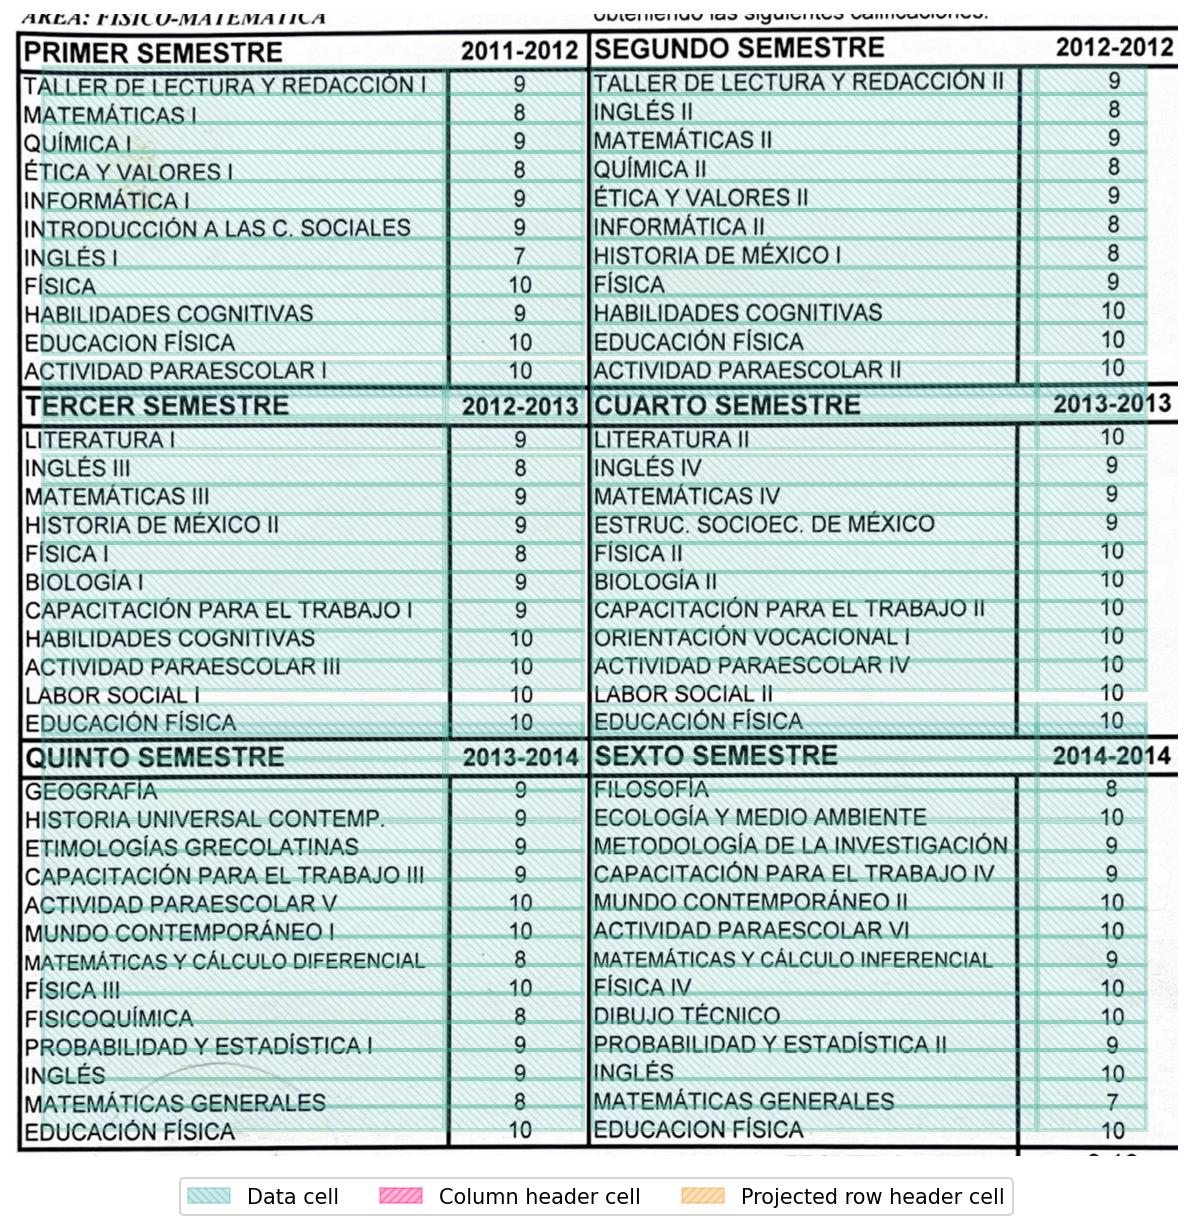 ÁREA: FÍSICO-MATEMÁTICA obteniendo las siguientes calificaciones:
PRIMER SEMESTRE 2011-2012 SEGUNDO SEMESTRE 2012-2012
TALLER DE LECTURA Y REDACCIÓN I 9 TALLER DE LECTURA Y REDACCIÓN II 9
MATEMÁTICAS I 8 INGLÉS II 8
QUÍMICA I 9 MATEMÁTICAS II 9
ÉTICA Y VALORES I 8 QUÍMICA II 8
INFORMÁTICA I 9 ÉTICA Y VALORES II 9
INTRODUCCIÓN A LAS C. SOCIALES 9 INFORMÁTICA II 8
INGLÉS I 7 HISTORIA DE MÉXICO I 8
FÍSICA 10 FÍSICA 9
HABILIDADES COGNITIVAS 9 HABILIDADES COGNITIVAS 10
EDUCACION FÍSICA 10 EDUCACIÓN FÍSICA 10
ACTIVIDAD PARAESCOLAR I 10 ACTIVIDAD PARAESCOLAR II 10
TERCER SEMESTRE 2012-2013 CUARTO SEMESTRE 2013-2013
LITERATURA I 9 LITERATURA II 10
INGLÉS III 8 INGLÉS IV 9
MATEMÁTICAS III 9 MATEMÁTICAS IV 9
HISTORIA DE MÉXICO II 9 ESTRUC. SOCIOEC. DE MÉXICO 9
FÍSICA I 8 FÍSICA II 10
BIOLOGÍA I 9 BIOLOGÍA II 10
CAPACITACIÓN PARA EL TRABAJO I 9 CAPACITACIÓN PARA EL TRABAJO II 10
HABILIDADES COGNITIVAS 10 ORIENTACIÓN VOCACIONAL I 10
ACTIVIDAD PARAESCOLAR III 10 ACTIVIDAD PARAESCOLAR IV 10
LABOR SOCIAL I 10 LABOR SOCIAL II 10
EDUCACIÓN FÍSICA 10 EDUCACIÓN FÍSICA 10
QUINTO SEMESTRE 2013-2014 SEXTO SEMESTRE 2014-2014
GEOGRAFÍA 9 FILOSOFÍA 8
HISTORIA UNIVERSAL CONTEMP. 9 ECOLOGÍA Y MEDIO AMBIENTE 10
ETIMOLOGÍAS GRECOLATINAS 9 METODOLOGÍA DE LA INVESTIGACIÓN 9
CAPACITACIÓN PARA EL TRABAJO III 9 CAPACITACIÓN PARA EL TRABAJO IV 9
ACTIVIDAD PARAESCOLAR V 10 MUNDO CONTEMPORÁNEO II 10
MUNDO CONTEMPORÁNEO I 10 ACTIVIDAD PARAESCOLAR VI 10
MATEMÁTICAS Y CÁLCULO DIFERENCIAL 8 MATEMÁTICAS Y CÁLCULO INFERENCIAL 9
FÍSICA III 10 FÍSICA IV 10
FISICOQUÍMICA 8 DIBUJO TÉCNICO 10
PROBABILIDAD Y ESTADÍSTICA I 9 PROBABILIDAD Y ESTADÍSTICA II 9
INGLÉS 9 INGLÉS 10
MATEMÁTICAS GENERALES 8 MATEMÁTICAS GENERALES 7
EDUCACIÓN FÍSICA 10 EDUCACION FÍSICA 10
Data cell Column header cell Projected row header cell